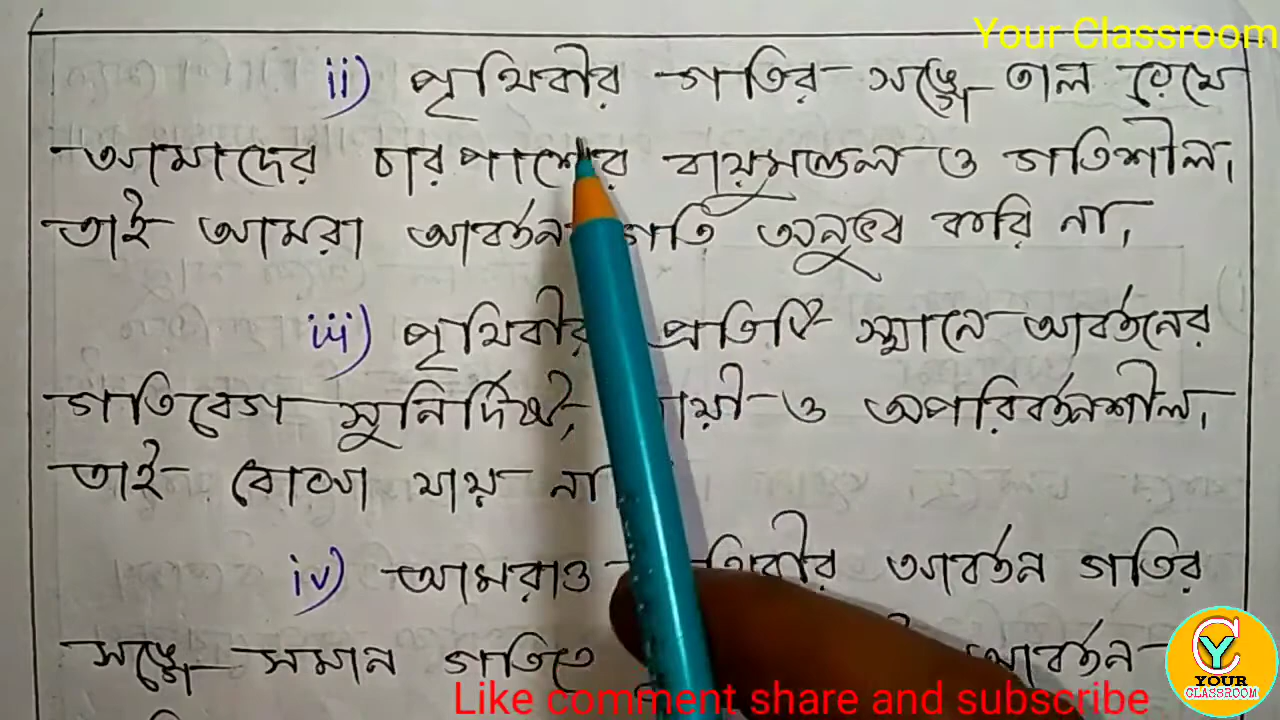 Your Classroom
ii) পৃথিবীর গতির সঙ্গে তাল রেখে
আমাদের চারপাশের বায়ুমন্ডল ও গতিশীল।
তাই আমরা আবর্তন গতি অনুভব করি না।
iii) পৃথিবীর প্রতিটি স্থানে আবর্তনের
গতিবেগ সুনির্দিষ্ট, ও অপরিবর্তনশীল।
তাই বোঝা যায় না
iv) আমরাও আবর্তন গতির
সঙ্গে সমান গতিতে আবর্তন
Like comment share and subscribe
YOUR
CLASSROOM